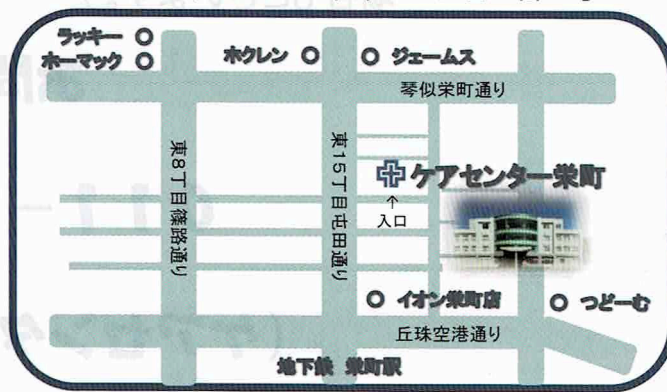 ラッキー
ホーマック
ホクレン
ジェームス
琴似栄町通り
東8丁目篠路通り
東15丁目屯田通り
ケアセンター栄町
↑
入口
イオン栄町店
つどーむ
丘珠空港通り
地下鉄 栄町駅